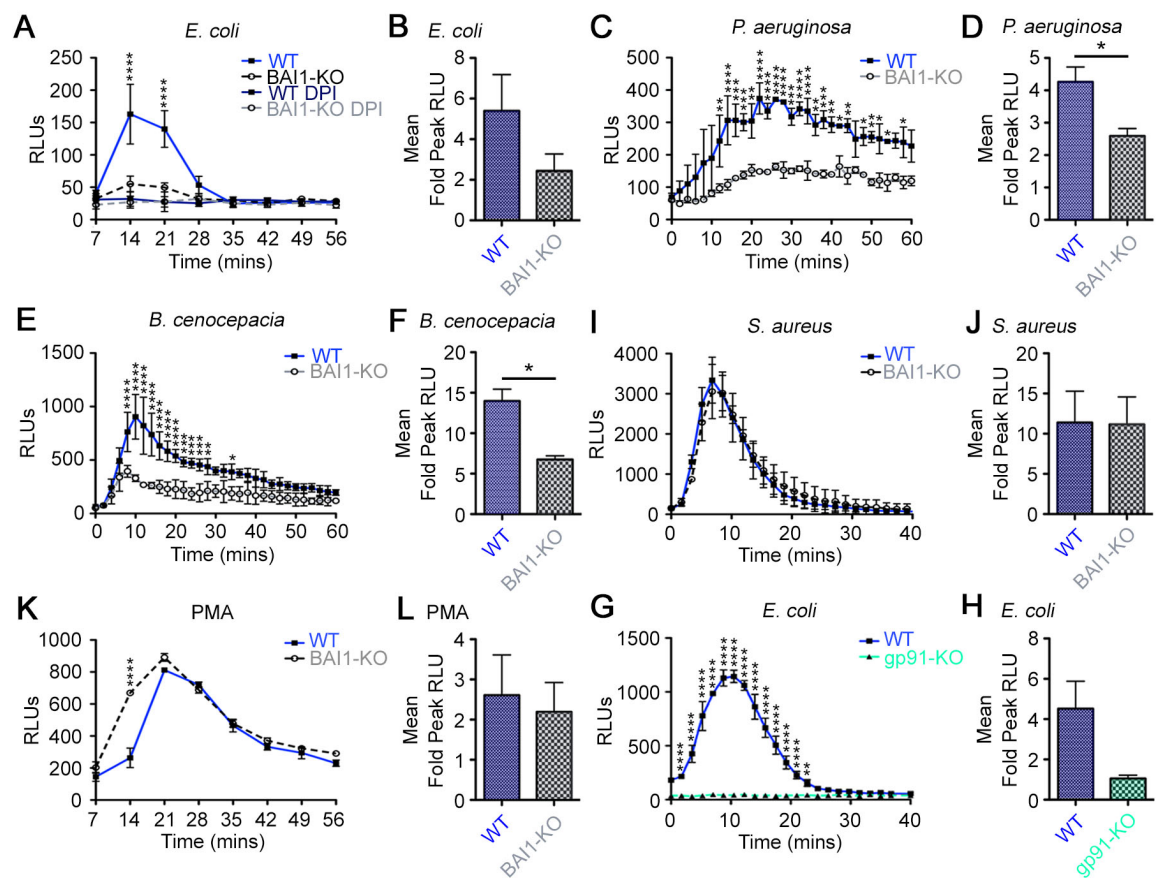 A
E. coli
250
200
150
100
50
0
RLUs
7 14 21 28 35 42 49 56
Time (mins)
WT
BAI1-KO
WT DPI
BAI1-KO DPI
****
****
B E. coli
8
6
4
2
0
Mean
Fold Peak RLU
WT
BAI1-KO
C
P. aeruginosa
500
400
300
200
100
0
RLUs
0 10 20 30 40 50 60
Time (mins)
WT
BAI1-KO
D P. aeruginosa
5
4
3
2
1
0
Mean
Fold Peak RLU
*
WT
BAI1-KO
E
B. cenocepacia
1500
1000
500
0
RLUs
0 10 20 30 40 50 60
Time (mins)
WT
BAI1-KO
F B. cenocepacia
20
15
10
5
0
Mean
Fold Peak RLU
*
WT
BAI1-KO
I
S. aureus
4000
3000
2000
1000
0
RLUs
0 10 20 30 40
Time (mins)
WT
BAI1-KO
J S. aureus
20
15
10
5
0
Mean
Fold Peak RLU
WT
BAI1-KO
K
PMA
1000
800
600
400
200
0
RLUs
7 14 21 28 35 42 49 56
Time (mins)
WT
BAI1-KO
****
L PMA
4
3
2
1
0
Mean
Fold Peak RLU
WT
BAI1-KO
G
E. coli
1500
1000
500
0
RLUs
0 10 20 30 40
Time (mins)
WT
gp91-KO
H E. coli
8
6
4
2
0
Mean
Fold Peak RLU
WT
gp91-KO